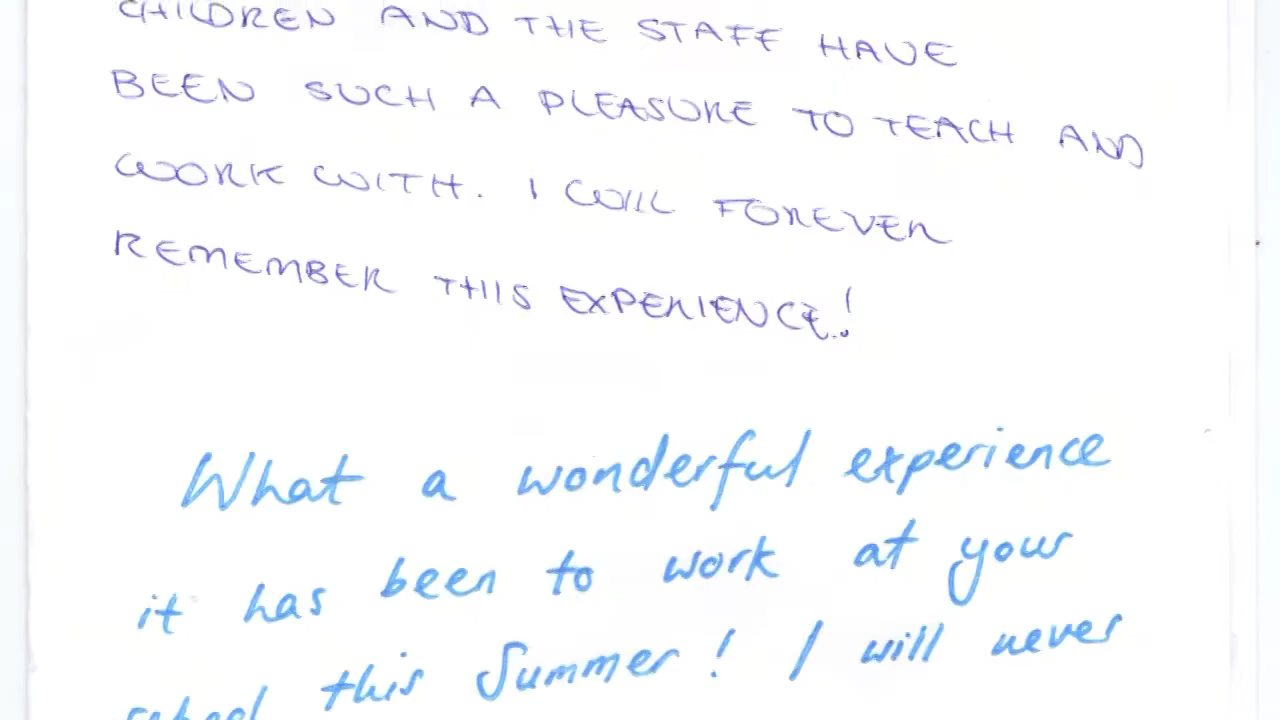 CHILDREN AND THE STAFF HAVE
BEEN SUCH A PLEASURE TO TEACH AND
WORK WITH. I WILL FOREVER
REMEMBER THIS EXPERIENCE!
What a wonderful experience
it has been to work at your
school this Summer! I will never